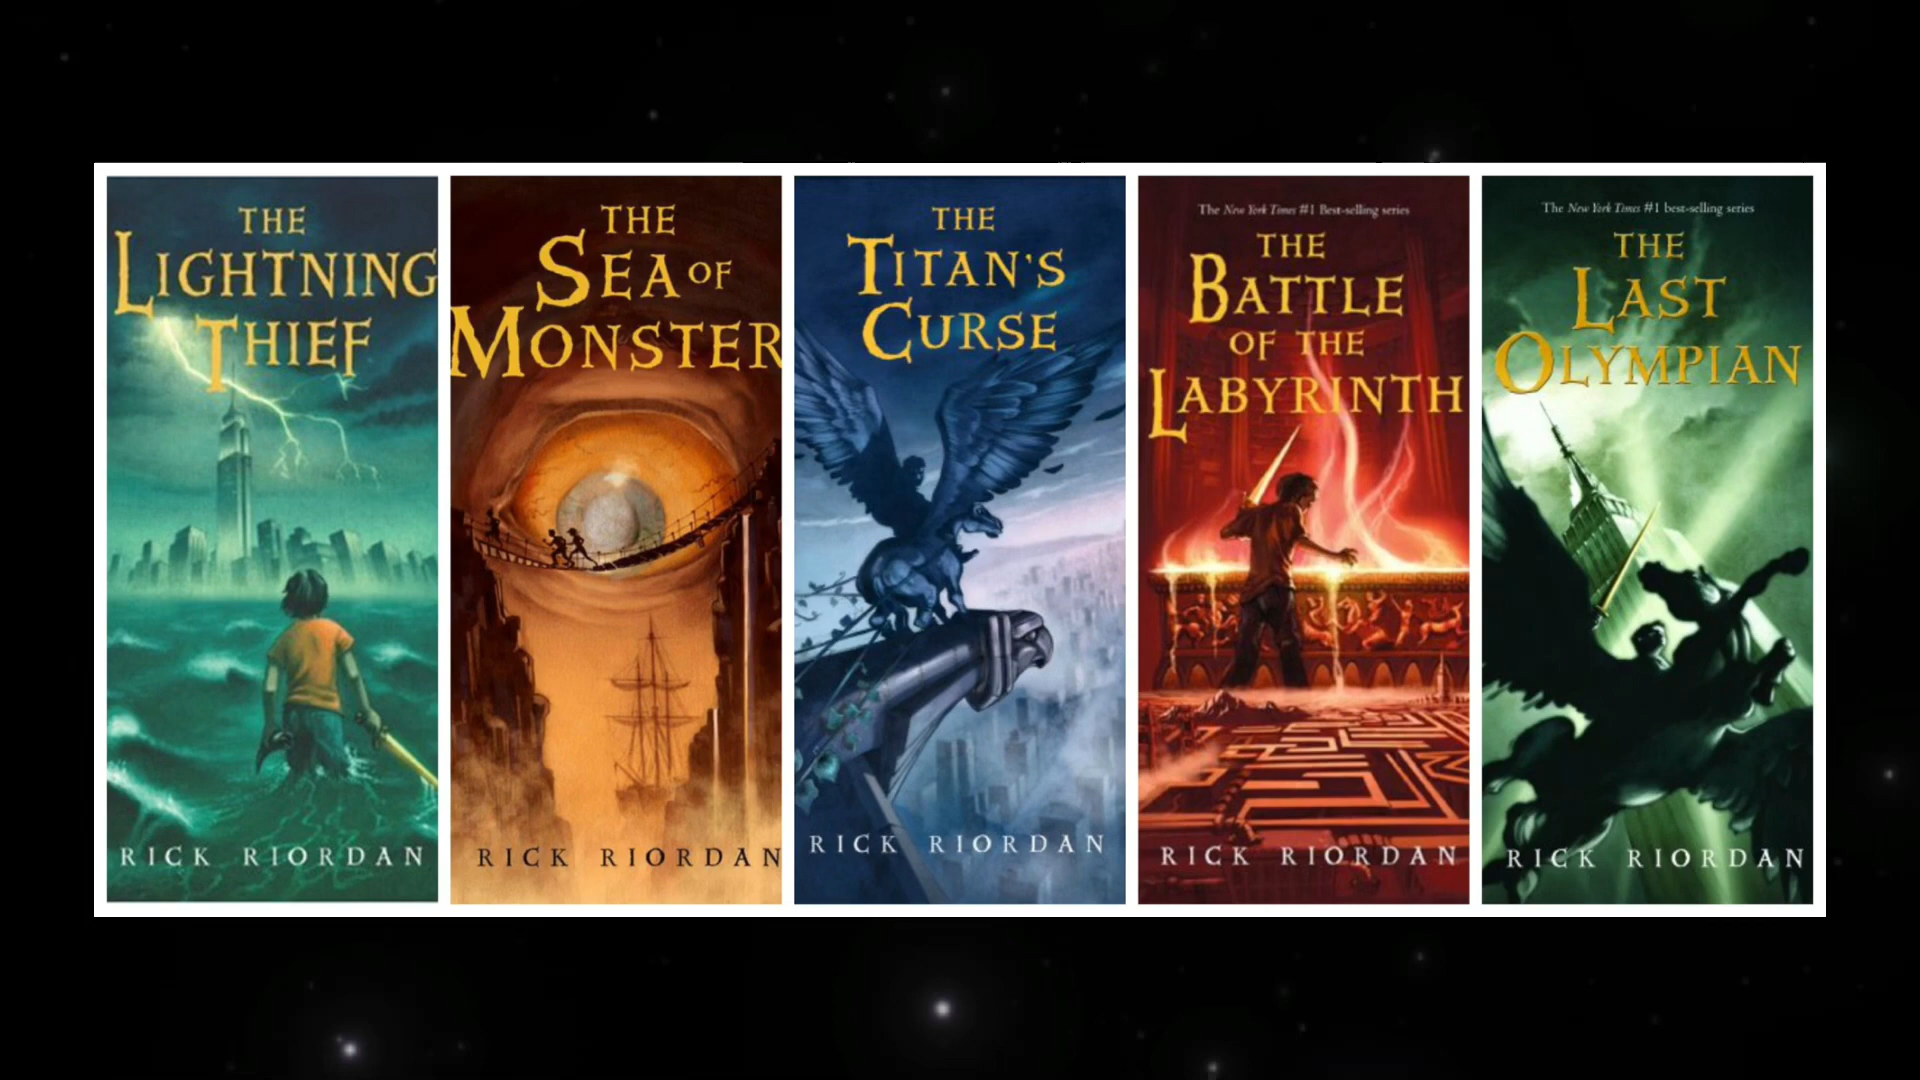 THE
LIGHTNING
THIEF
RICK RIORDAN
THE
SEA OF
MONSTER
RICK RIORDAN
THE
TITAN'S
CURSE
RICK RIORDAN
The New York Times #1 Best-selling series
THE
BATTLE
OF THE
LABYRINTH
RICK RIORDAN
The New York Times #1 best-selling series
THE
LAST
OLYMPIAN
RICK RIORDAN